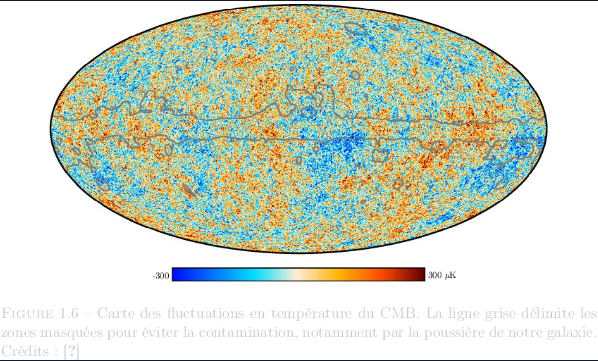 -300 300 μK
FIGURE 1.6 – Carte des fluctuations en température du CMB. La ligne grise délimite les
zones masquées pour éviter la contamination, notamment par la poussière de notre galaxie.
Crédits : [?]